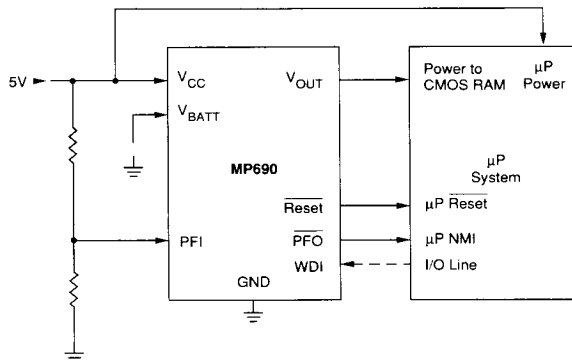 5V
V_CC
V_BATT
V_OUT
MP690
Reset
PFI
PFO
WDI
GND
Power to
CMOS RAM
μP
Power
μP
System
μP Reset
μP NMI
I/O Line